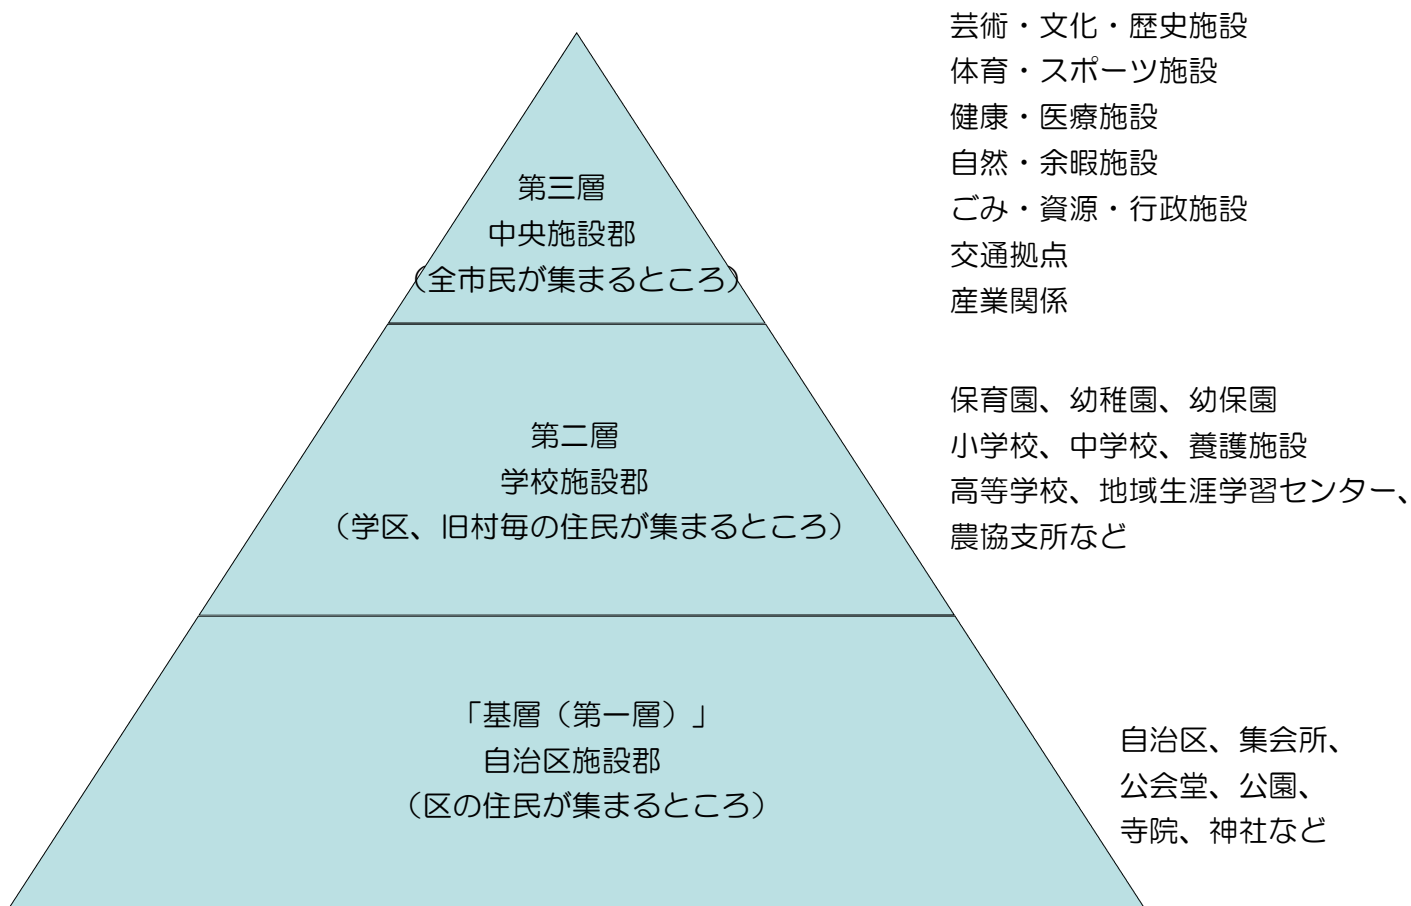 芸術・文化・歴史施設
体育・スポーツ施設
健康・医療施設
自然・余暇施設
ごみ・資源・行政施設
交通拠点
産業関係
第三層
中央施設郡
（全市民が集まるところ）
保育園、幼稚園、幼保園
小学校、中学校、養護施設
高等学校、地域生涯学習センター、
農協支所など
第二層
学校施設郡
（学区、旧村毎の住民が集まるところ）
「基層（第一層）」
自治区施設郡
（区の住民が集まるところ）
自治区、集会所、
公会堂、公園、
寺院、神社など